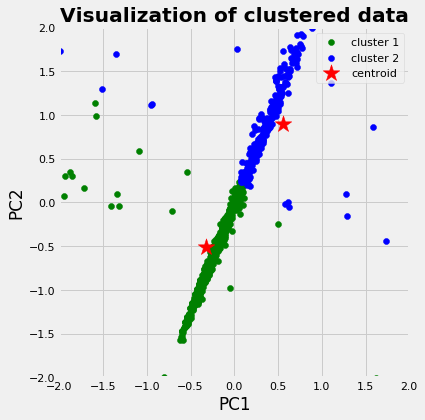 Visualization of clustered data
cluster 1
cluster 2
centroid
PC2
2.0
1.5
1.0
0.5
0.0
−0.5
−1.0
−1.5
−2.0
−2.0 −1.5 −1.0 −0.5 0.0 0.5 1.0 1.5 2.0
PC1